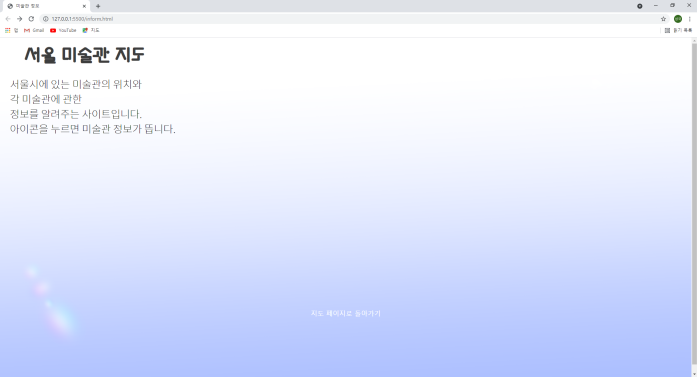 미술관 정보
127.0.0.1:5500/inform.html
앱 Gmail YouTube 지도 읽기 목록
서울 미술관 지도
서울시에 있는 미술관의 위치와
각 미술관에 관한
정보를 알려주는 사이트입니다.
아이콘을 누르면 미술관 정보가 뜹니다.
지도 페이지로 돌아가기